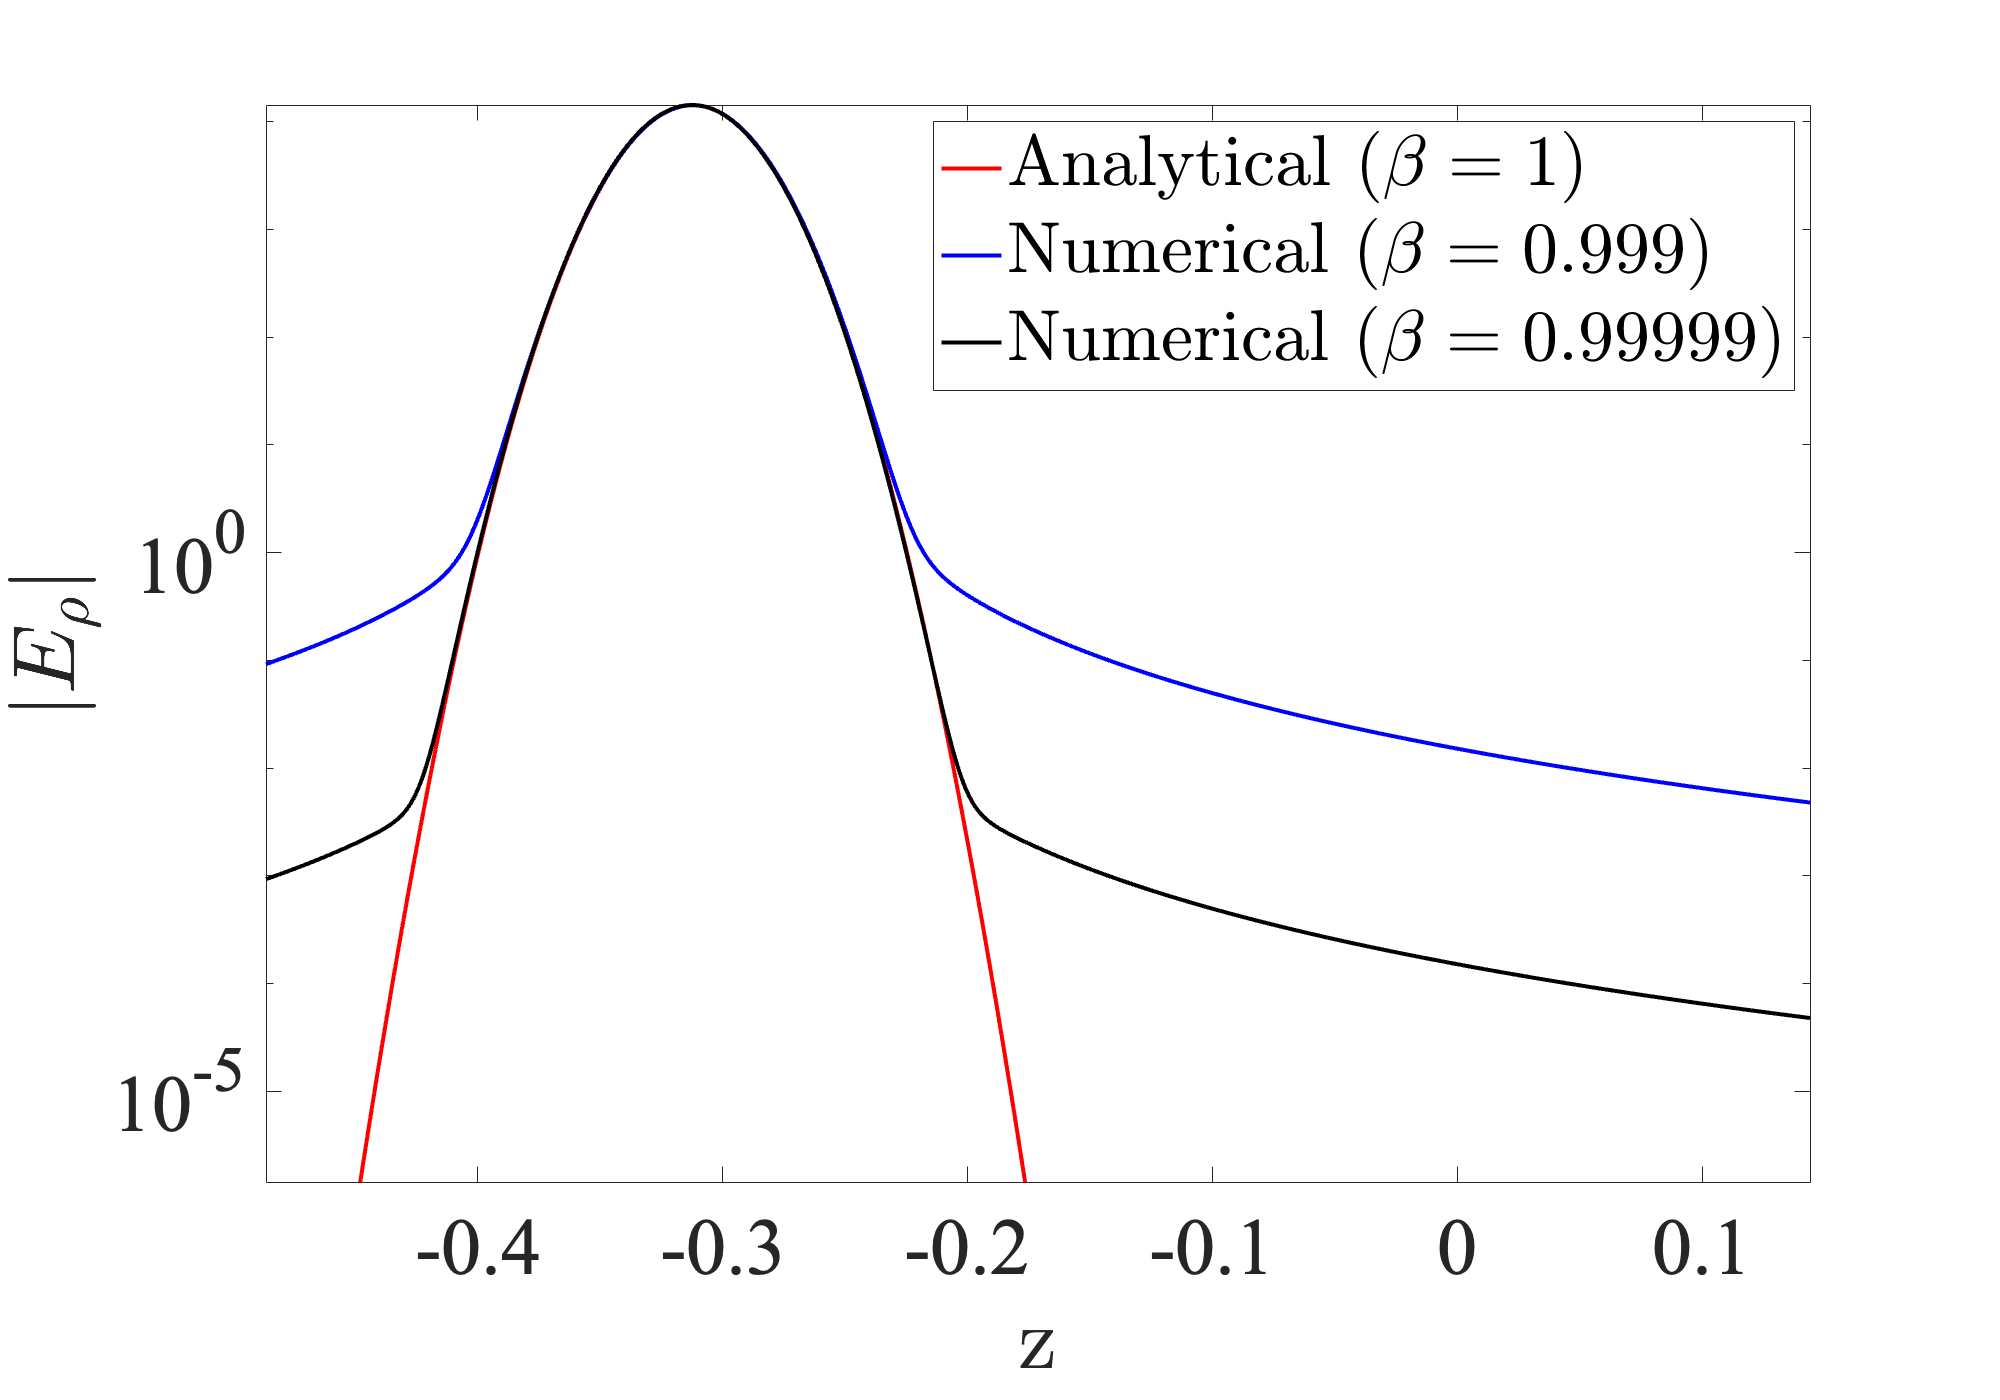 Analytical (β = 1)
Numerical (β = 0.999)
Numerical (β = 0.99999)
10^0
|E_ρ|
10^-5
-0.4 -0.3 -0.2 -0.1 0 0.1
z